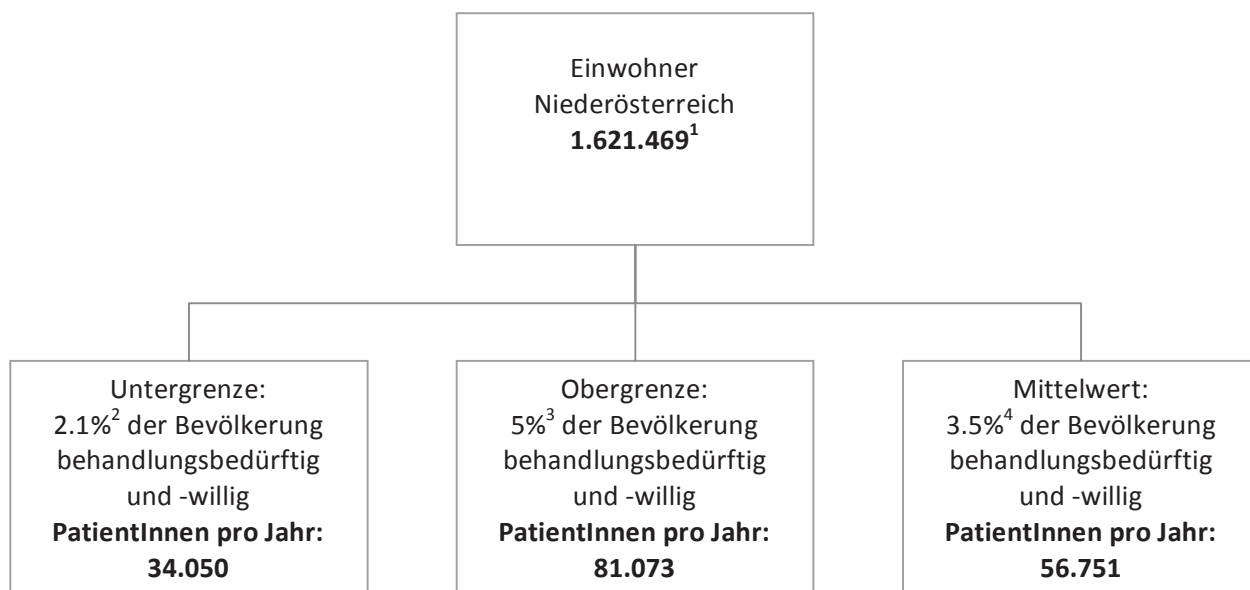 Einwohner
Niederösterreich
1.621.469¹
Untergrenze:
2.1%² der Bevölkerung
behandlungsbedürftig
und -willig
PatientInnen pro Jahr:
34.050
Obergrenze:
5%³ der Bevölkerung
behandlungsbedürftig
und -willig
PatientInnen pro Jahr:
81.073
Mittelwert:
3.5%⁴ der Bevölkerung
behandlungsbedürftig
und -willig
PatientInnen pro Jahr:
56.751